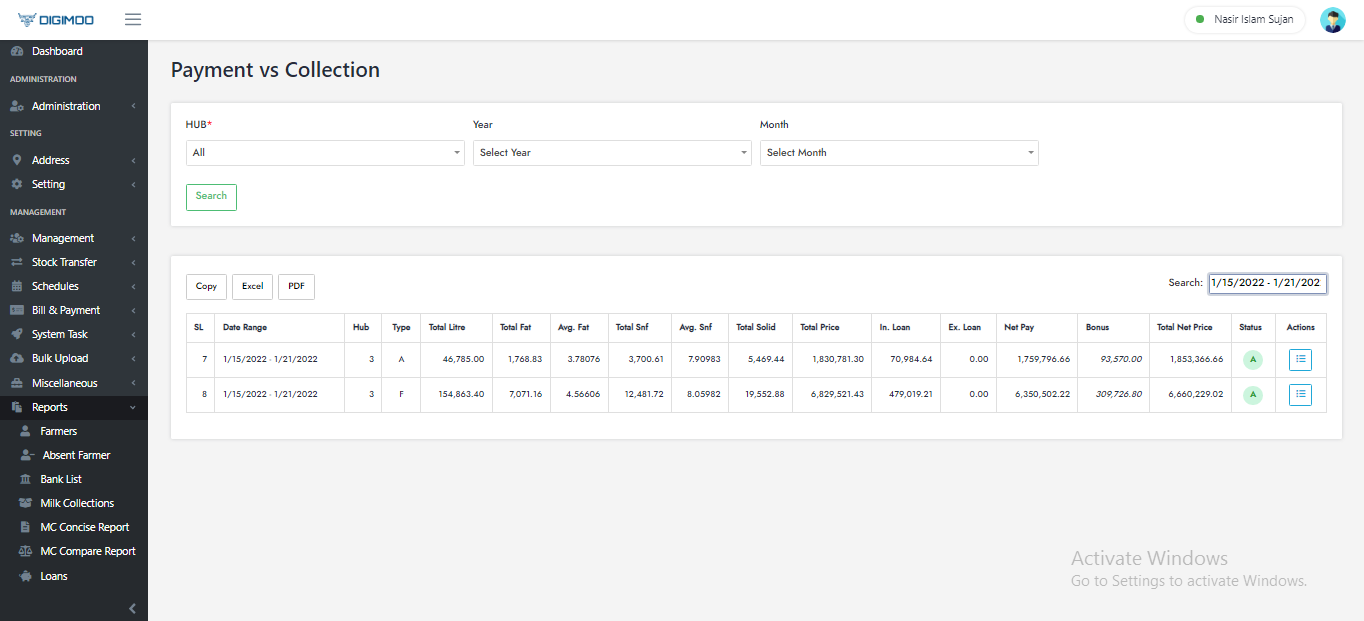 DIGIMOO
Nasir Islam Sujan
Dashboard
ADMINISTRATION
Administration
SETTING
Address
Setting
MANAGEMENT
Management
Stock Transfer
Schedules
Bill & Payment
System Task
Bulk Upload
Miscellaneous
Reports
Farmers
Absent Farmer
Bank List
Milk Collections
MC Concise Report
MC Compare Report
Loans
Payment vs Collection
HUB* Year Month
All Select Year Select Month
Search
Copy Excel PDF Search: 1/15/2022 - 1/21/202
SL Date Range Hub Type Total Litre Total Fat Avg. Fat Total Snf Avg. Snf Total Solid Total Price In. Loan Ex. Loan Net Pay Bonus Total Net Price Status Actions
7 1/15/2022 - 1/21/2022 3 A 46,785.00 1,768.83 3.78076 3,700.61 7.90983 5,469.44 1,830,781.30 70,984.64 0.00 1,759,796.66 93,570.00 1,853,366.66 A
8 1/15/2022 - 1/21/2022 3 F 154,863.40 7,071.16 4.56606 12,481.72 8.05982 19,552.88 6,829,521.43 479,019.21 0.00 6,350,502.22 309,726.80 6,660,229.02 A
Activate Windows
Go to Settings to activate Windows.